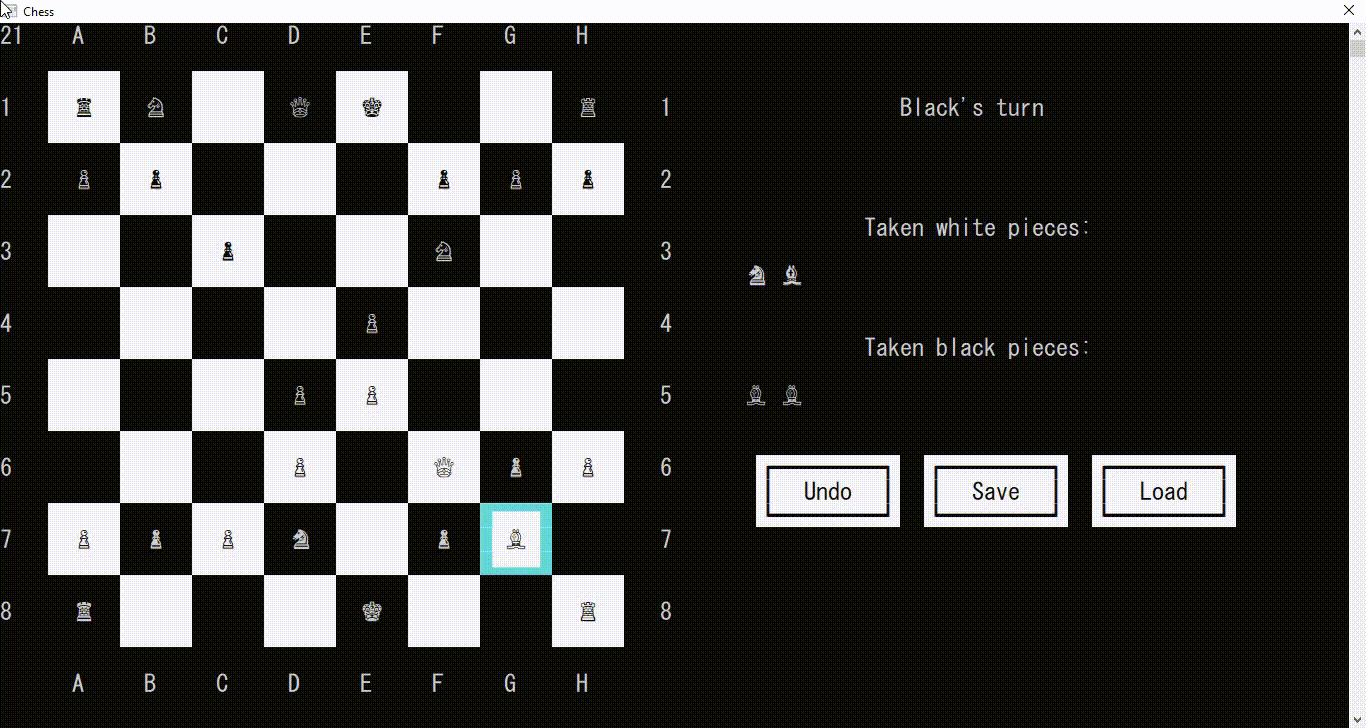 Chess
21 A B C D E F G H
1 1 Black's turn
2 2
Taken white pieces:
3 3
4 4
Taken black pieces:
5 5
6 6
Undo Save Load
7 7
8 8
A B C D E F G H